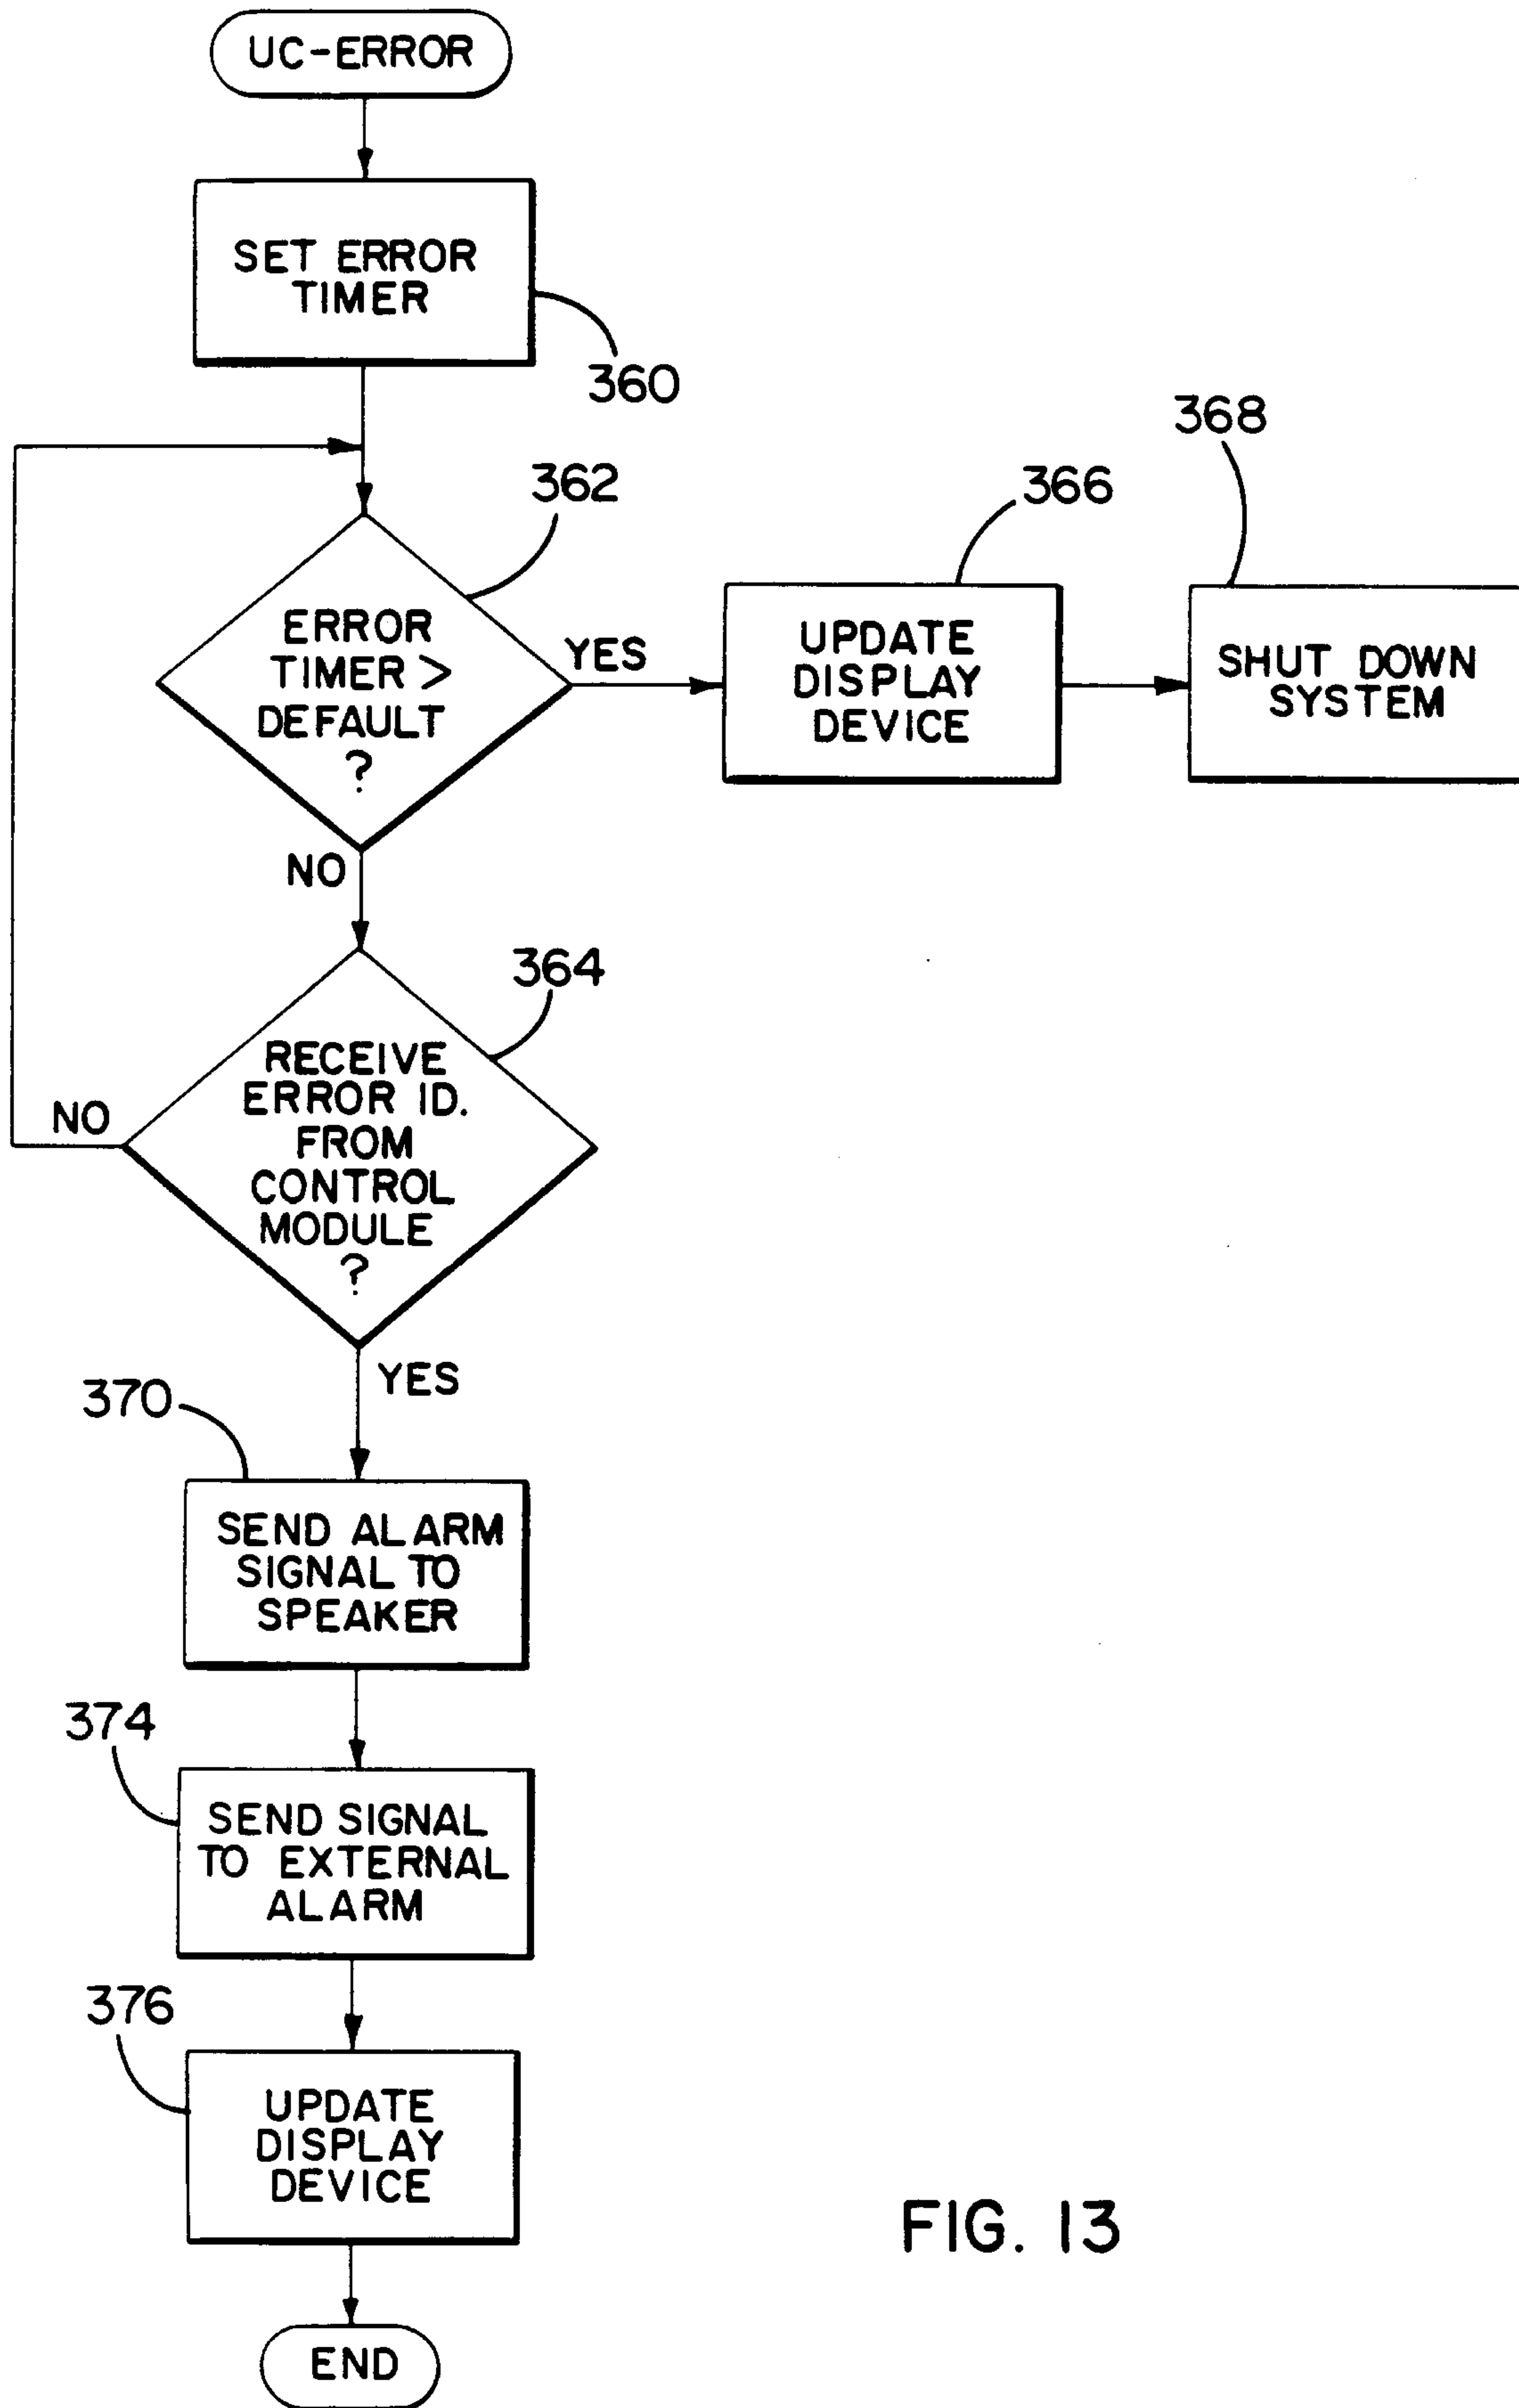 UC-ERROR
SET ERROR
TIMER
360
362
ERROR
TIMER >
DEFAULT
?
YES
366
UPDATE
DISPLAY
DEVICE
368
SHUT DOWN
SYSTEM
NO
364
RECEIVE
ERROR ID.
FROM
CONTROL
MODULE
?
NO
YES
370
SEND ALARM
SIGNAL TO
SPEAKER
374
SEND SIGNAL
TO EXTERNAL
ALARM
376
UPDATE
DISPLAY
DEVICE
END
FIG. 13